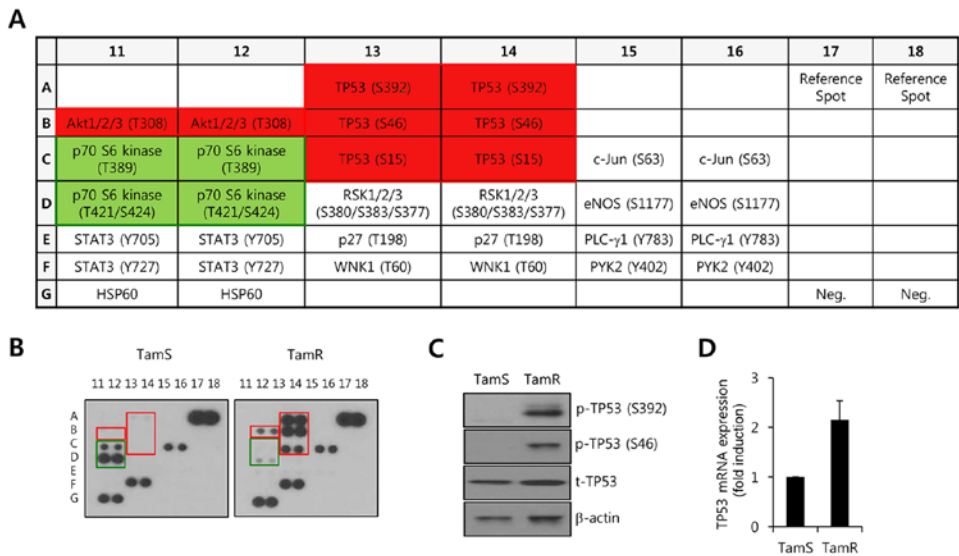 A
11 12 13 14 15 16 17 18
A TP53 (S392) TP53 (S392) Reference Spot Reference Spot
B Akt1/2/3 (T308) Akt1/2/3 (T308) TP53 (S46) TP53 (S46)
C p70 S6 kinase (T389) p70 S6 kinase (T389) TP53 (S15) TP53 (S15) c-Jun (S63) c-Jun (S63)
D p70 S6 kinase (T421/S424) p70 S6 kinase (T421/S424) RSK1/2/3 (S380/S383/S377) RSK1/2/3 (S380/S383/S377) eNOS (S1177) eNOS (S1177)
E STAT3 (Y705) STAT3 (Y705) p27 (T198) p27 (T198) PLC-γ1 (Y783) PLC-γ1 (Y783)
F STAT3 (Y727) STAT3 (Y727) WNK1 (T60) WNK1 (T60) PYK2 (Y402) PYK2 (Y402)
G HSP60 HSP60 Neg. Neg.
B
TamS TamR
11 12 13 14 15 16 17 18 11 12 13 14 15 16 17 18
A
B
C
D
E
F
G
C
TamS TamR
p-TP53 (S392)
p-TP53 (S46)
t-TP53
β-actin
D
TP53 mRNA expression
(fold induction)
3
2
1
0
TamS TamR